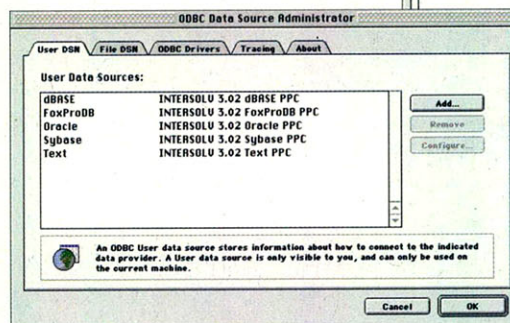 ODBC Data Source Administrator
User DSN File DSN ODBC Drivers Tracing About
User Data Sources:
dBASE INTERSOLV 3.02 dBASE PPC
FoxProDB INTERSOLV 3.02 FoxProDB PPC
Oracle INTERSOLV 3.02 Oracle PPC
Sybase INTERSOLV 3.02 Sybase PPC
Text INTERSOLV 3.02 Text PPC
Add...
Remove
Configure...
An ODBC User data source stores information about how to connect to the indicated
data provider. A User data source is only visible to you, and can only be used on
the current machine.
Cancel OK